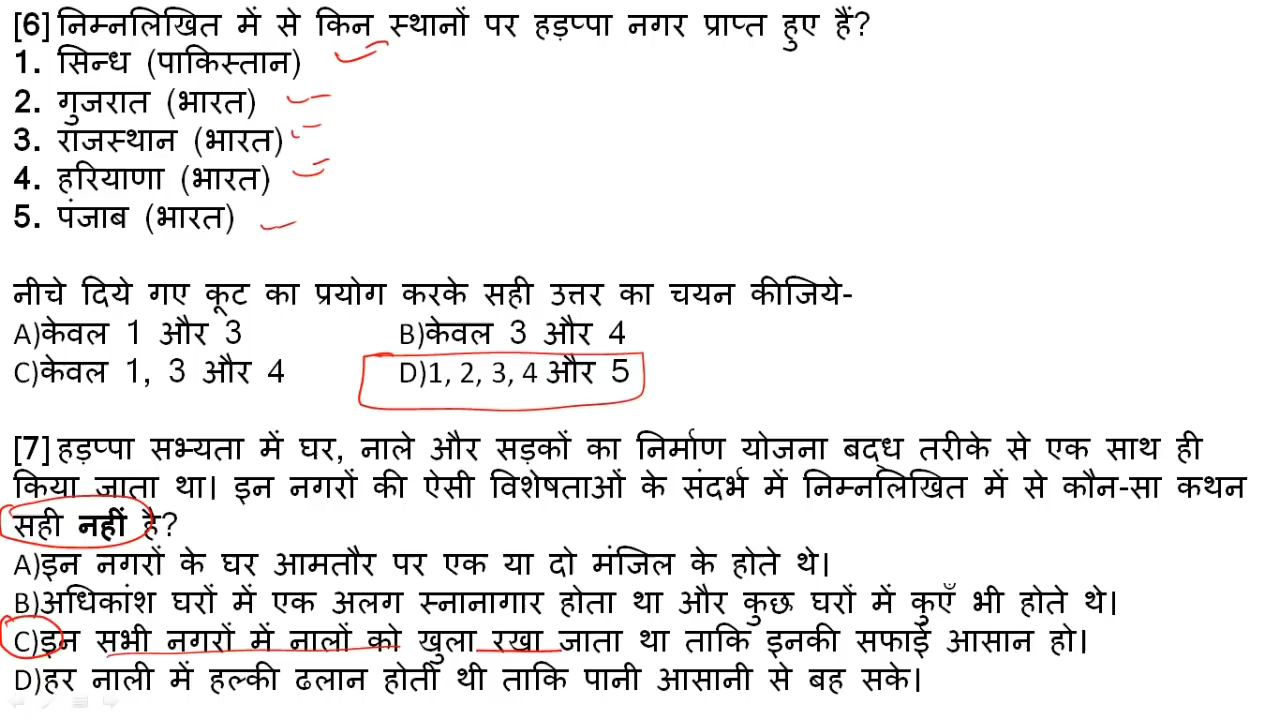 [6] निम्नलिखित में से किन स्थानों पर हड़प्पा नगर प्राप्त हुए हैं?
1. सिन्ध (पाकिस्तान)
2. गुजरात (भारत)
3. राजस्थान (भारत)
4. हरियाणा (भारत)
5. पंजाब (भारत)
नीचे दिये गए कूट का प्रयोग करके सही उत्तर का चयन कीजिये-
A)केवल 1 और 3 B)केवल 3 और 4
C)केवल 1, 3 और 4 D)1, 2, 3, 4 और 5
[7] हड़प्पा सभ्यता में घर, नाले और सड़कों का निर्माण योजना बद्ध तरीके से एक साथ ही
किया जाता था। इन नगरों की ऐसी विशेषताओं के संदर्भ में निम्नलिखित में से कौन-सा कथन
सही नहीं है?
A)इन नगरों के घर आमतौर पर एक या दो मंजिल के होते थे।
B)अधिकांश घरों में एक अलग स्नानागार होता था और कुछ घरों में कुएँ भी होते थे।
C)इन सभी नगरों में नालों को खुला रखा जाता था ताकि इनकी सफाई आसान हो।
D)हर नाली में हल्की ढलान होती थी ताकि पानी आसानी से बह सके।